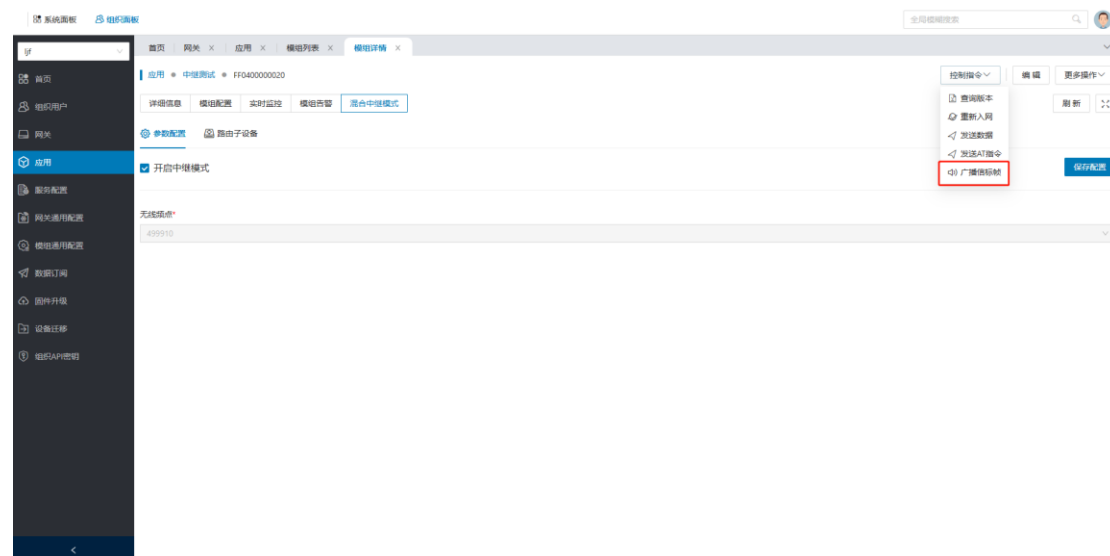 系统面板 组织面板 全局模糊搜索
ljf 首页 网关 × 应用 × 模组列表 × 模组详情 ×
首页 应用 中继测试 FF0400000020 控制指令 编辑 更多操作
组织用户 详细信息 模组配置 实时监控 模组告警 混合中继模式 查询版本 刷新
网关 参数配置 路由子设备 重新入网
发送数据
应用 开启中继模式 发送AT指令 保存配置
广播信标帧
服务配置
网关通用配置 无线频点*
499910
模组通用配置
数据订阅
固件升级
设备迁移
组织API密钥